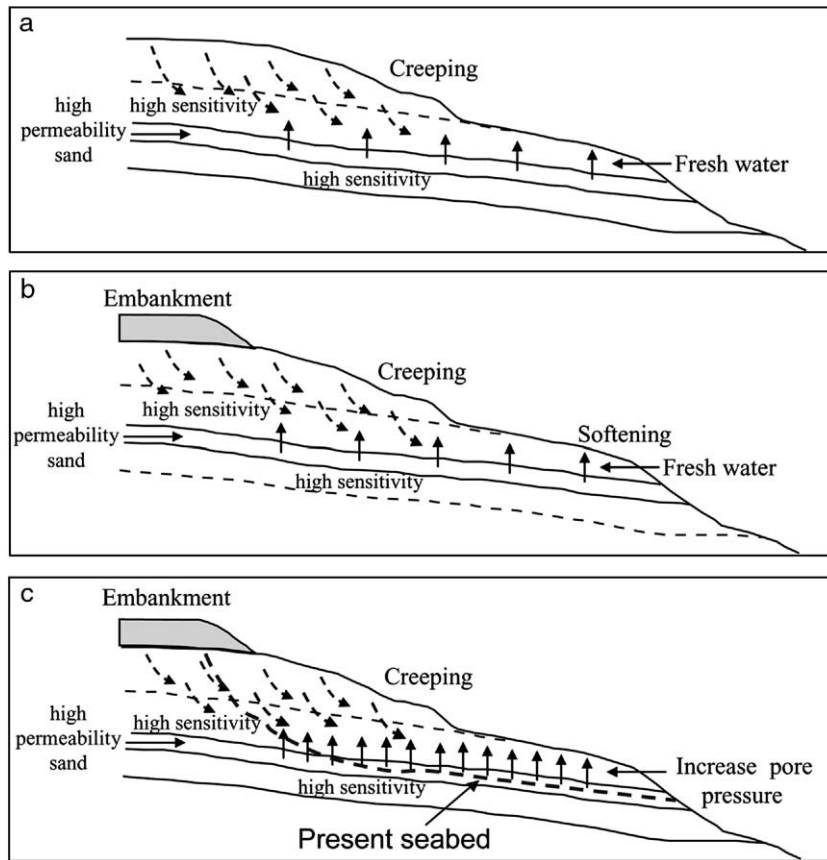 a
Creeping
high sensitivity
high
permeability
sand
Fresh water
high sensitivity
b
Embankment
Creeping
high sensitivity
high
permeability
sand
Softening
Fresh water
high sensitivity
c
Embankment
Creeping
high sensitivity
high
permeability
sand
Increase pore
pressure
high sensitivity
Present seabed